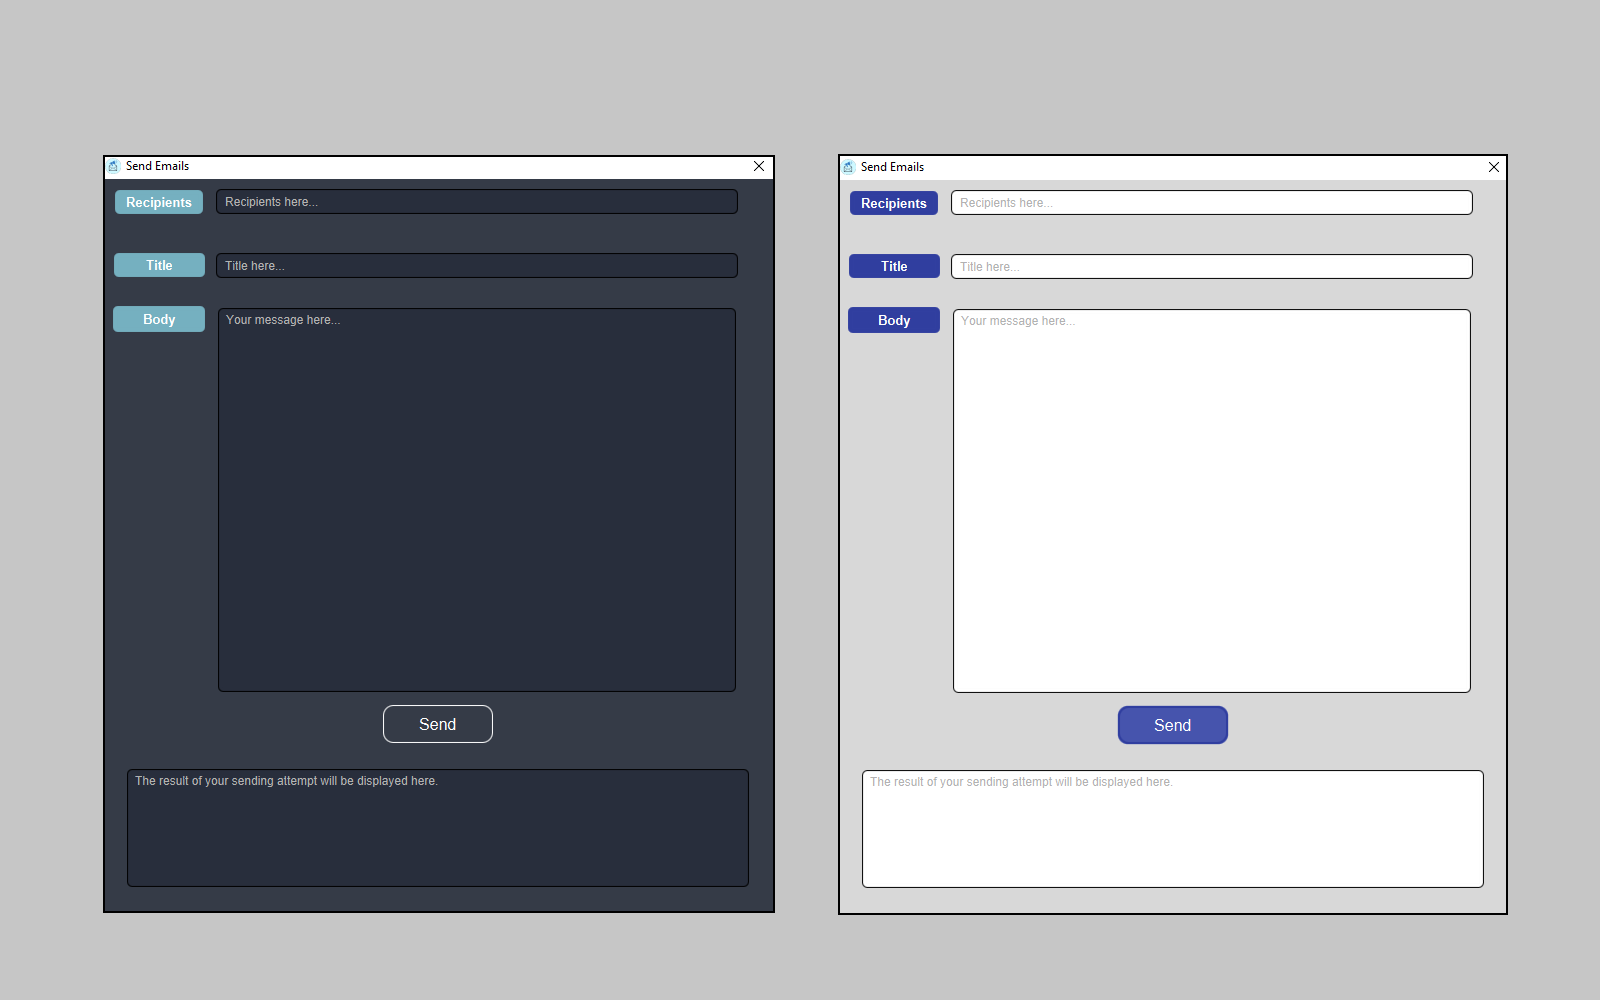 Send Emails
Recipients
Recipients here...
Title
Title here...
Body
Your message here...
Send
The result of your sending attempt will be displayed here.
Send Emails
Recipients
Recipients here...
Title
Title here...
Body
Your message here...
Send
The result of your sending attempt will be displayed here.